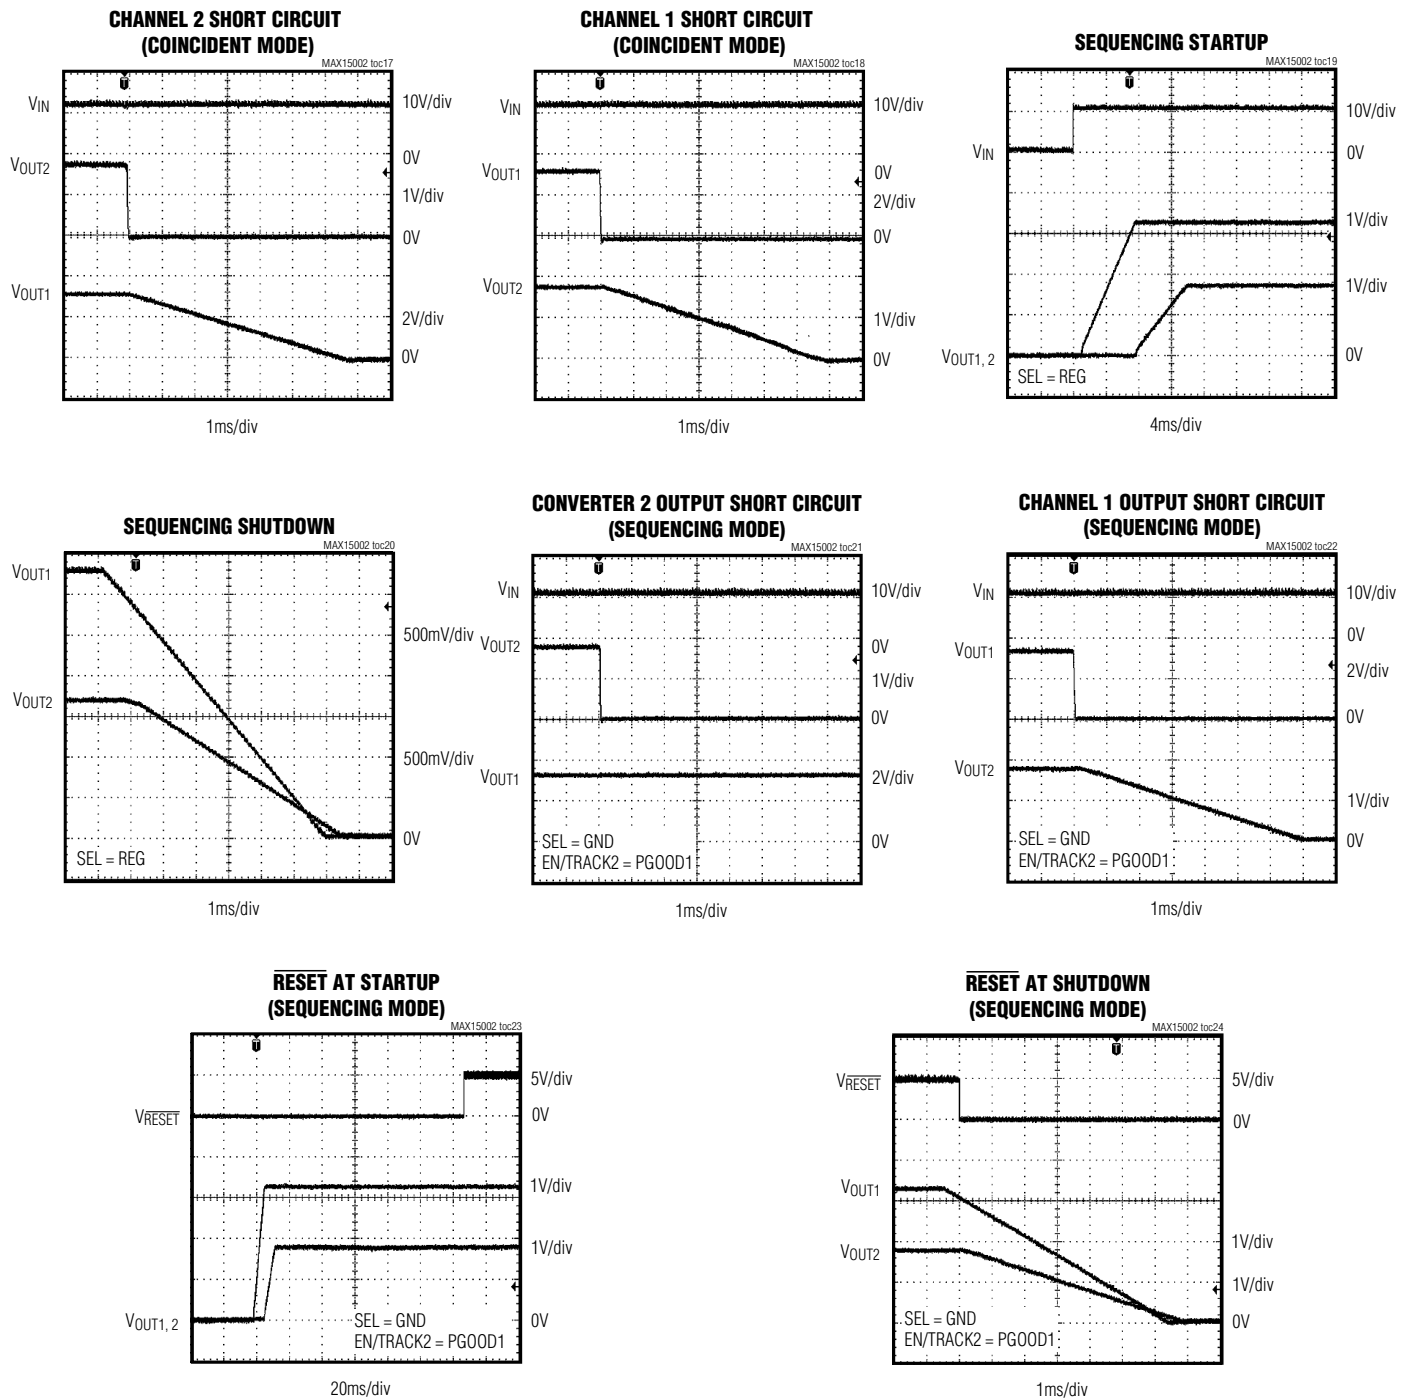 CHANNEL 2 SHORT CIRCUIT
(COINCIDENT MODE)
MAX15002 toc17
VIN
10V/div
VOUT2
0V
1V/div
0V
VOUT1
2V/div
0V
1ms/div
CHANNEL 1 SHORT CIRCUIT
(COINCIDENT MODE)
MAX15002 toc18
VIN
10V/div
VOUT1
0V
2V/div
0V
VOUT2
1V/div
0V
1ms/div
SEQUENCING STARTUP
MAX15002 toc19
10V/div
VIN
0V
1V/div
1V/div
VOUT1, 2
0V
SEL = REG
4ms/div
SEQUENCING SHUTDOWN
MAX15002 toc20
VOUT1
500mV/div
VOUT2
500mV/div
0V
SEL = REG
1ms/div
CONVERTER 2 OUTPUT SHORT CIRCUIT
(SEQUENCING MODE)
MAX15002 toc21
VIN
10V/div
VOUT2
0V
1V/div
0V
VOUT1
2V/div
SEL = GND
0V
EN/TRACK2 = PGOOD1
1ms/div
CHANNEL 1 OUTPUT SHORT CIRCUIT
(SEQUENCING MODE)
MAX15002 toc22
VIN
10V/div
0V
VOUT1
2V/div
0V
VOUT2
1V/div
SEL = GND
0V
EN/TRACK2 = PGOOD1
1ms/div
RESET AT STARTUP
(SEQUENCING MODE)
MAX15002 toc23
5V/div
VRESET
0V
1V/div
1V/div
VOUT1, 2
SEL = GND
0V
EN/TRACK2 = PGOOD1
20ms/div
RESET AT SHUTDOWN
(SEQUENCING MODE)
MAX15002 toc24
VRESET
5V/div
0V
VOUT1
VOUT2
1V/div
1V/div
SEL = GND
0V
EN/TRACK2 = PGOOD1
1ms/div